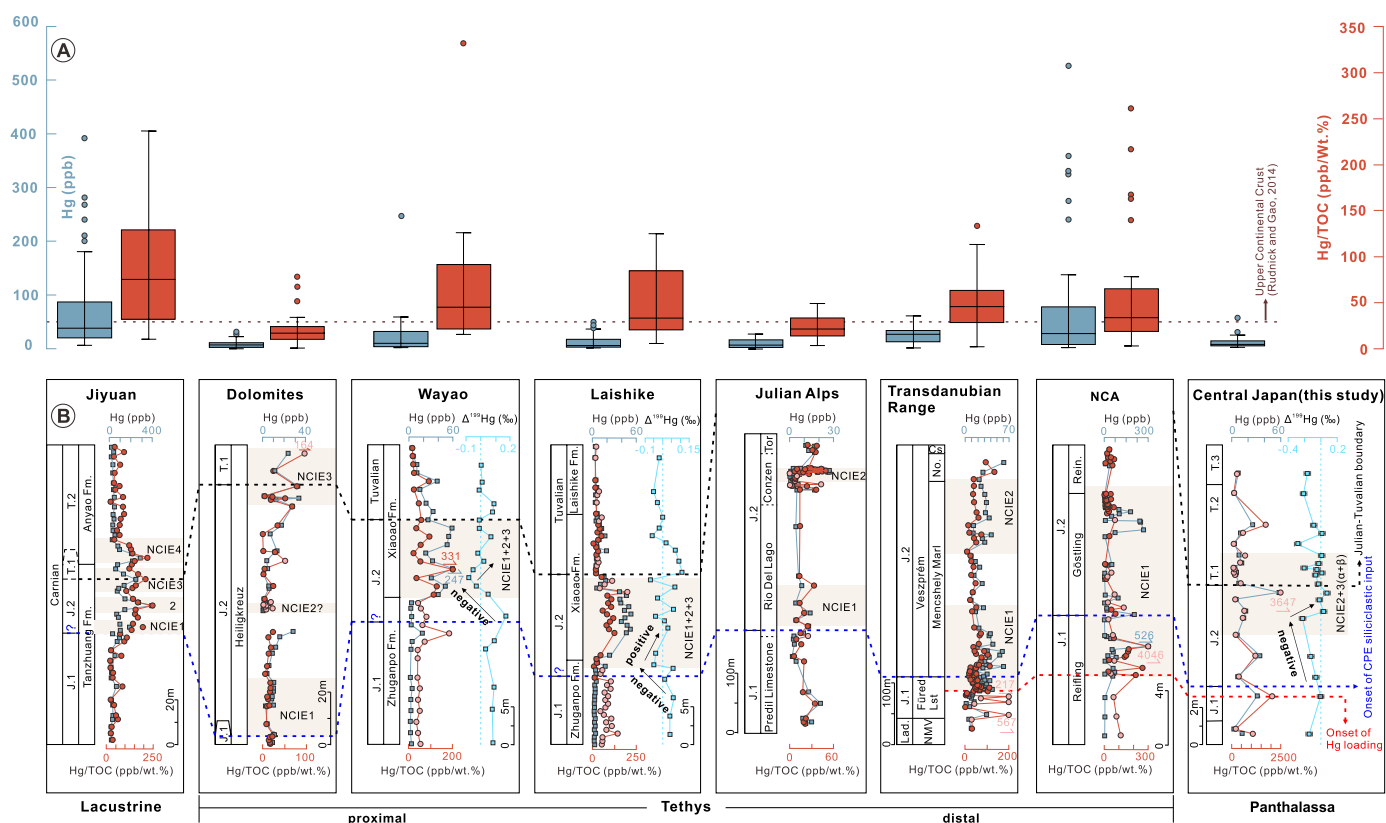 A
600
500
400
300
200
100
0
Hg (ppb)
350
300
250
200
150
100
50
0
Hg/TOC (ppb/Wt.%)
Upper Continental Crust
(Rudnick and Gao, 2014)
B
Jiyuan
Hg (ppb)
0 400
Carnian
T.2
T.1
J.2
?
J.1
Anyao Fm.
Tanzhuang Fm.
NCIE4
NCIE3
2
NCIE1
20m
0
0 250
Hg/TOC (ppb/wt.%)
Dolomites
Hg (ppb)
0 40
154
T.1
J.2
J.1
Heiligkreuz
NCIE3
NCIE2?
NCIE1
20m
0
0 100
Hg/TOC (ppb/wt.%)
Wayao
Hg (ppb) Δ¹⁹⁹Hg (‰)
0 60 -0.1 0.2
Tuvalian
J.2
?
J.1
Xiaoao Fm.
Zhuganpo Fm.
331
247
negative
NCIE1+2+3
5m
0
0 200
Hg/TOC (ppb/wt.%)
Laishike
Hg (ppb) Δ¹⁹⁹Hg (‰)
0 60 -0.1 0.15
Tuvalian
J.2
?
J.1
Laishike Fm.
Xiaoao Fm.
Zhuganpo Fm.
positive
negative
NCIE1+2+3
5m
0
0 250
Hg/TOC (ppb/wt.%)
Julian Alps
Hg (ppb)
0 30
J.2
J.1
Tor
Conzen
Rio Del Lago
Predil Limestone
NCIE2
NCIE1
100m
0
0 60
Hg/TOC (ppb/wt.%)
Transdanubian
Range
Hg (ppb)
0 70
J.2
J.1
Lad.
Cs
No.
Veszprém
Mencshely Marl
Füred
Lst
NMV
NCIE2
NCIE1
217
567
100m
0
0 200
Hg/TOC (ppb/wt.%)
NCA
Hg (ppb)
0 300
J.2
J.1
Rein.
Göstling
Reifling
NCIE1
526
4046
4m
0
0 300
Hg/TOC (ppb/wt.%)
Central Japan(this study)
Hg (ppb) Δ¹⁹⁹Hg (‰)
0 60 -0.4 0.2
T.3
T.2
T.1
J.2
J.1
3647
negative
NCIE2+3(α+β)
2m
0
0 2500
Hg/TOC (ppb/wt.%)
Julian-Tuvalian boundary
Onset of CPE siliciclastic input
Onset of
Hg loading
Lacustrine
Tethys
Panthalassa
proximal
distal